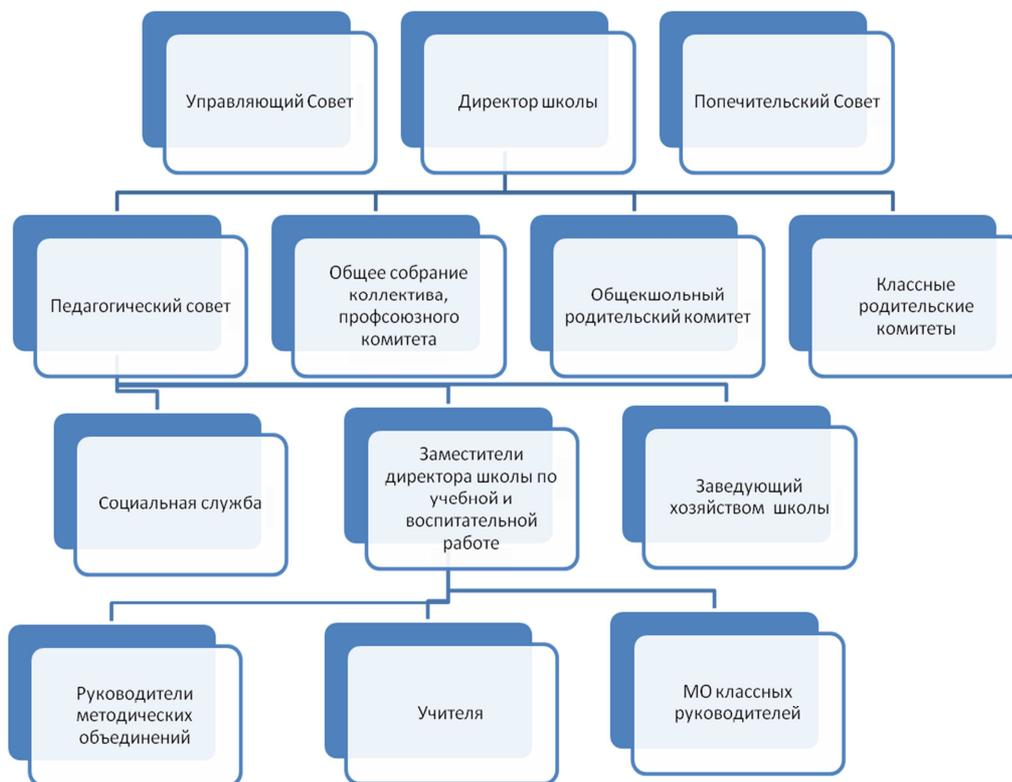 Управляющий Совет
Директор школы
Попечительский Совет
Педагогический совет
Общее собрание
коллектива,
профсоюзного
комитета
Общекшольный
родительский комитет
Классные
родительские
комитеты
Социальная служба
Заместители
директора школы по
учебной и
воспитательной
работе
Заведующий
хозяйством школы
Руководители
методических
объединений
Учителя
МО классных
руководителей